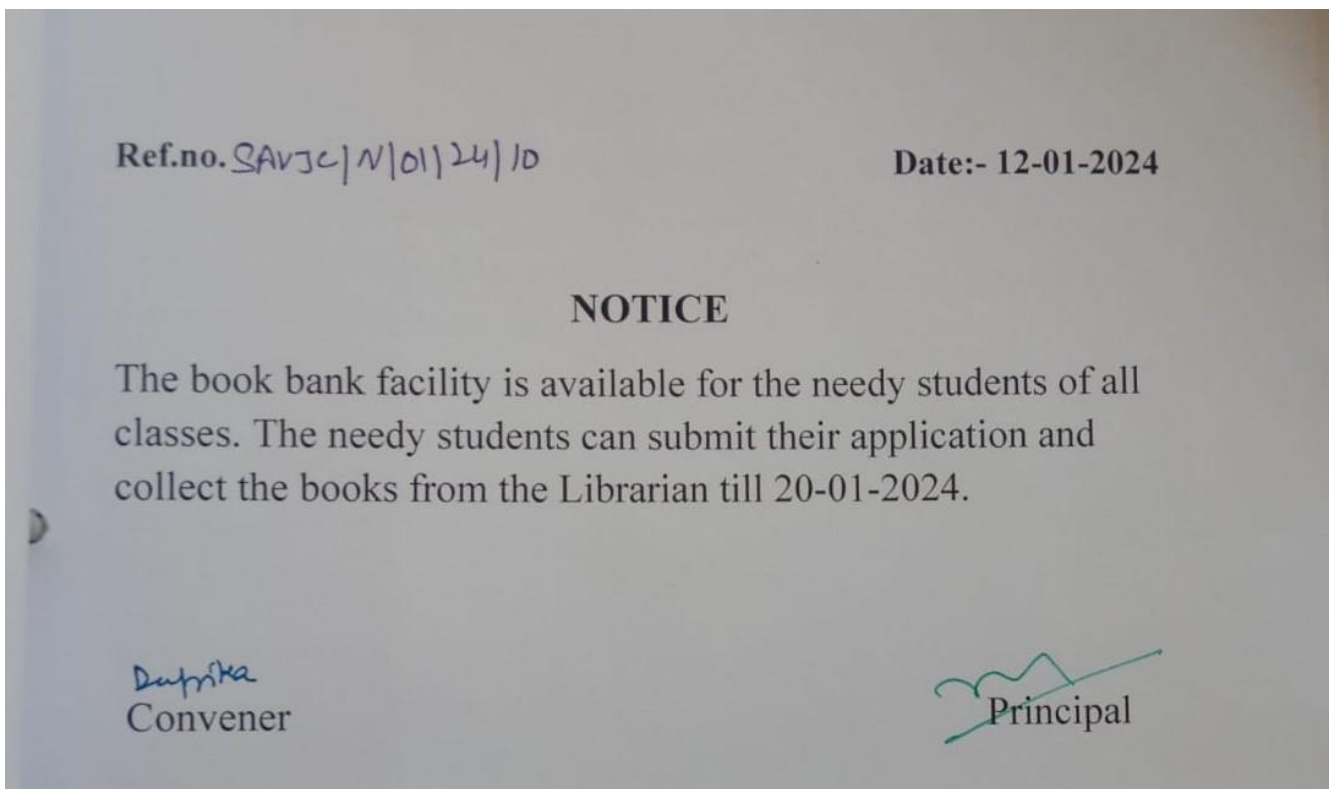 Ref.no. SAVJC|N|01|24|10 Date:- 12-01-2024
NOTICE
The book bank facility is available for the needy students of all
classes. The needy students can submit their application and
collect the books from the Librarian till 20-01-2024.
Convener Principal